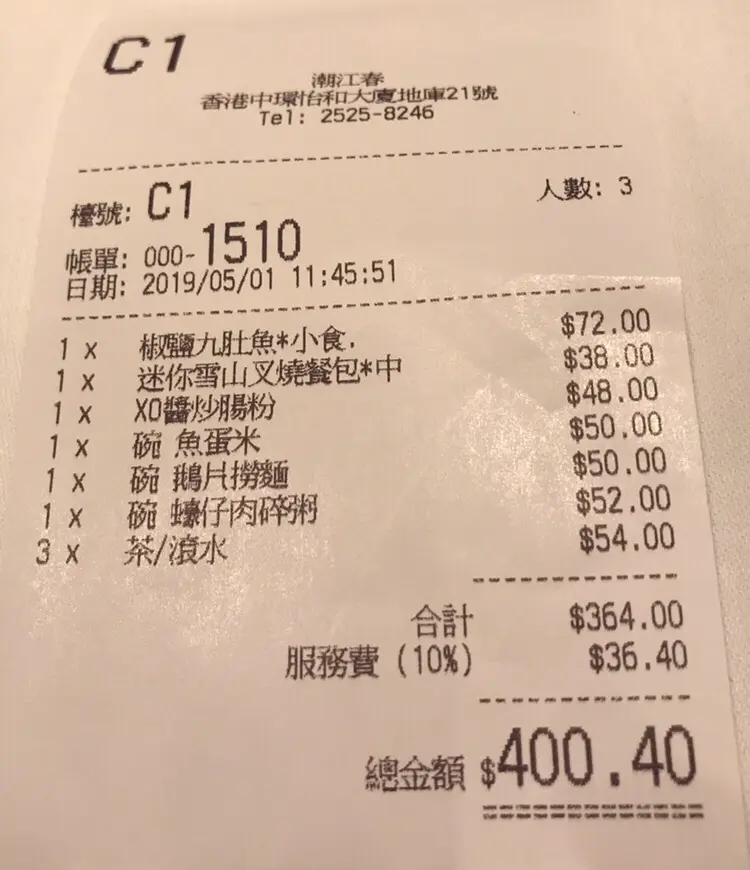 C1
潮江春
香港中環怡和大廈地庫21號
Tel: 2525-8246
檯號: C1 人數: 3
帳單: 000-1510
日期: 2019/05/01 11:45:51
1 x 椒鹽九肚魚*小食. $72.00
1 x 迷你雪山叉燒餐包*中 $38.00
1 x XO醬炒腸粉 $48.00
1 x 碗 魚蛋米 $50.00
1 x 碗 鵝片撈麵 $50.00
1 x 碗 蠔仔肉碎粥 $52.00
3 x 茶/滾水 $54.00
合計 $364.00
服務費 (10%) $36.40
總金額 $400.40